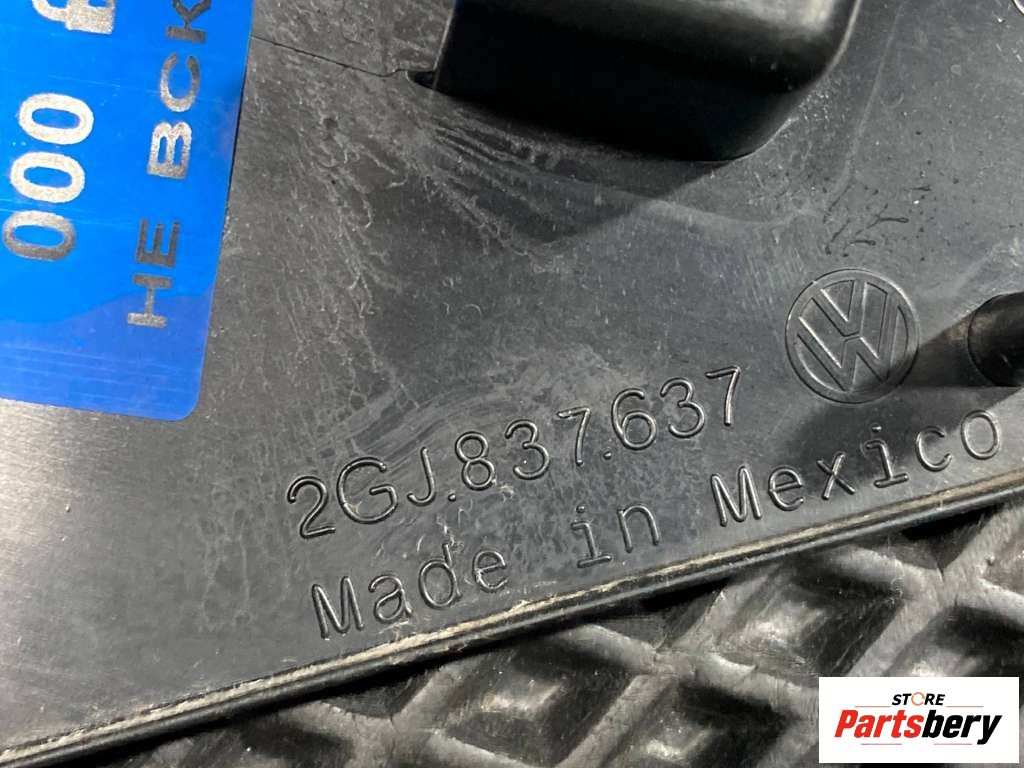 000
НЕ ВСК
2GJ.837.637
Made in Mexico
STORE
Partsbery